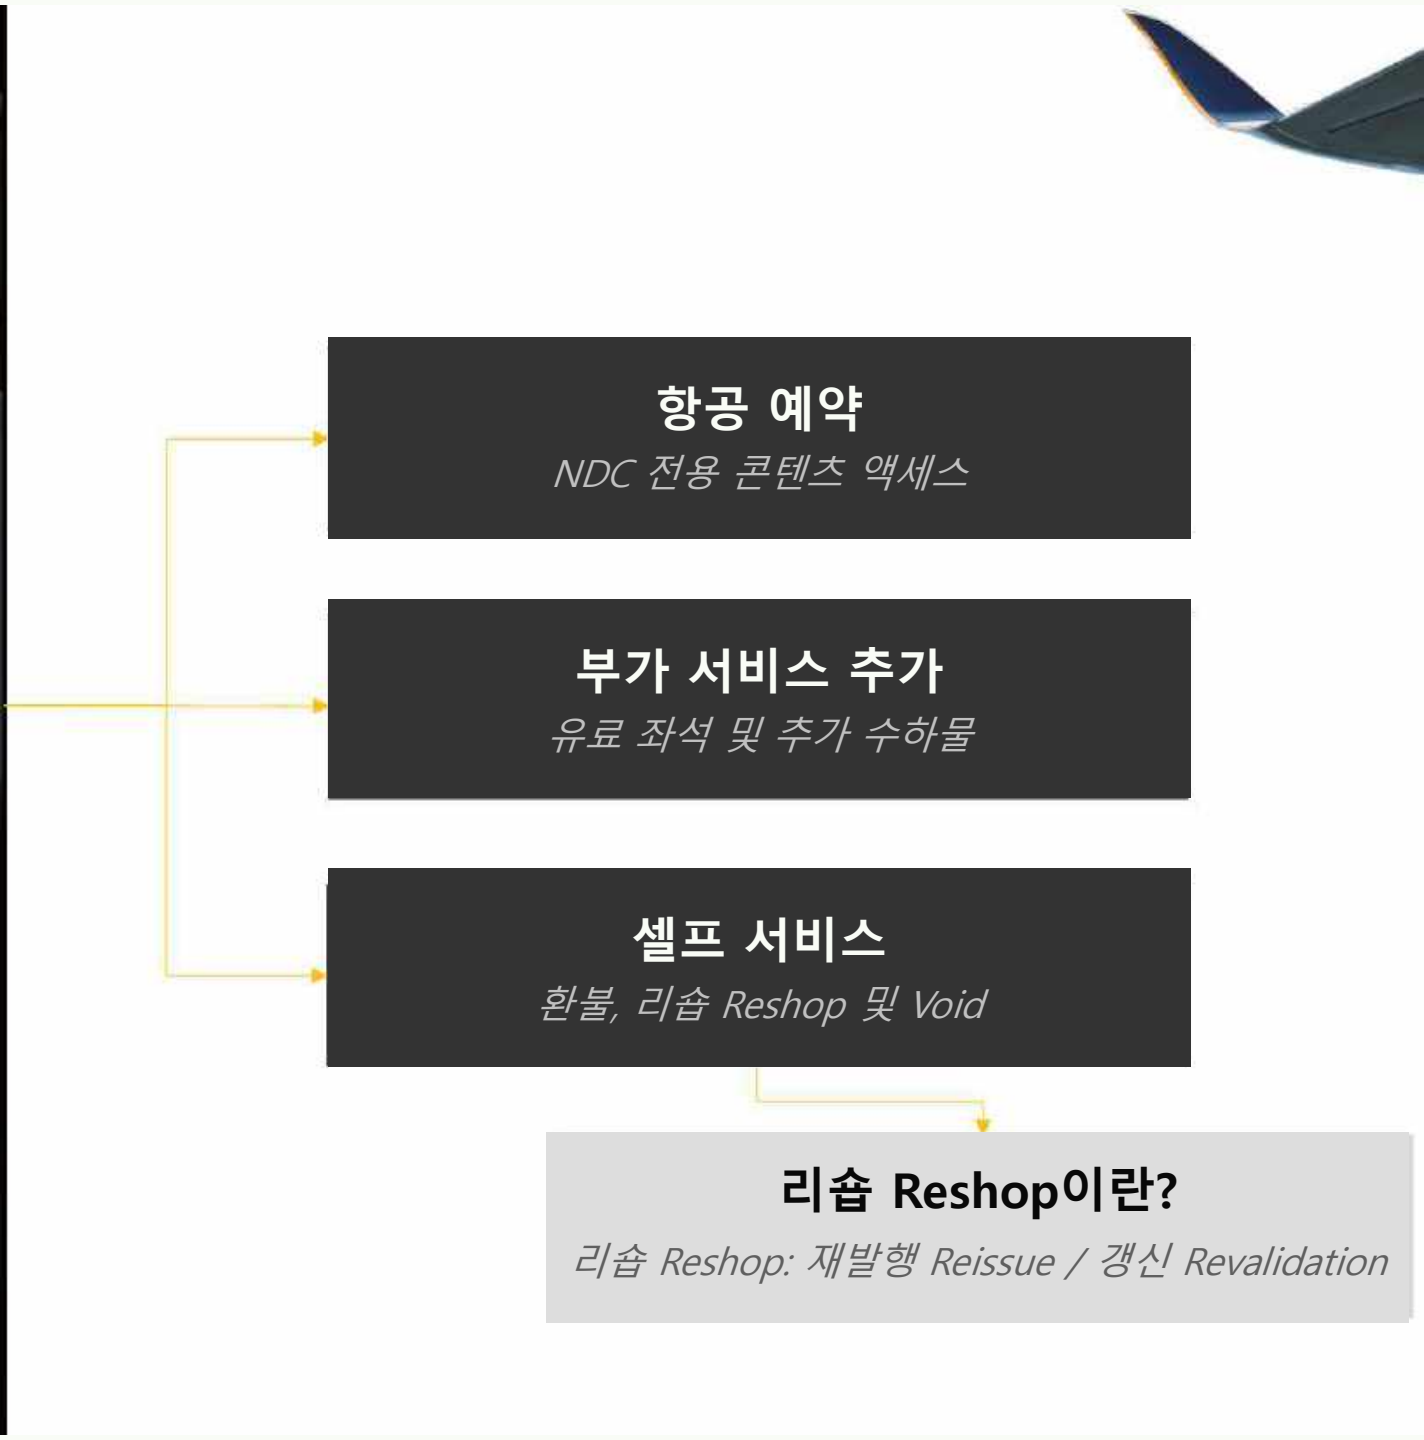 항공 예약
NDC 전용 콘텐츠 액세스
부가 서비스 추가
유료 좌석 및 추가 수하물
셀프 서비스
환불, 리숍 Reshop 및 Void
리숍 Reshop이란?
리숍 Reshop: 재발행 Reissue / 갱신 Revalidation